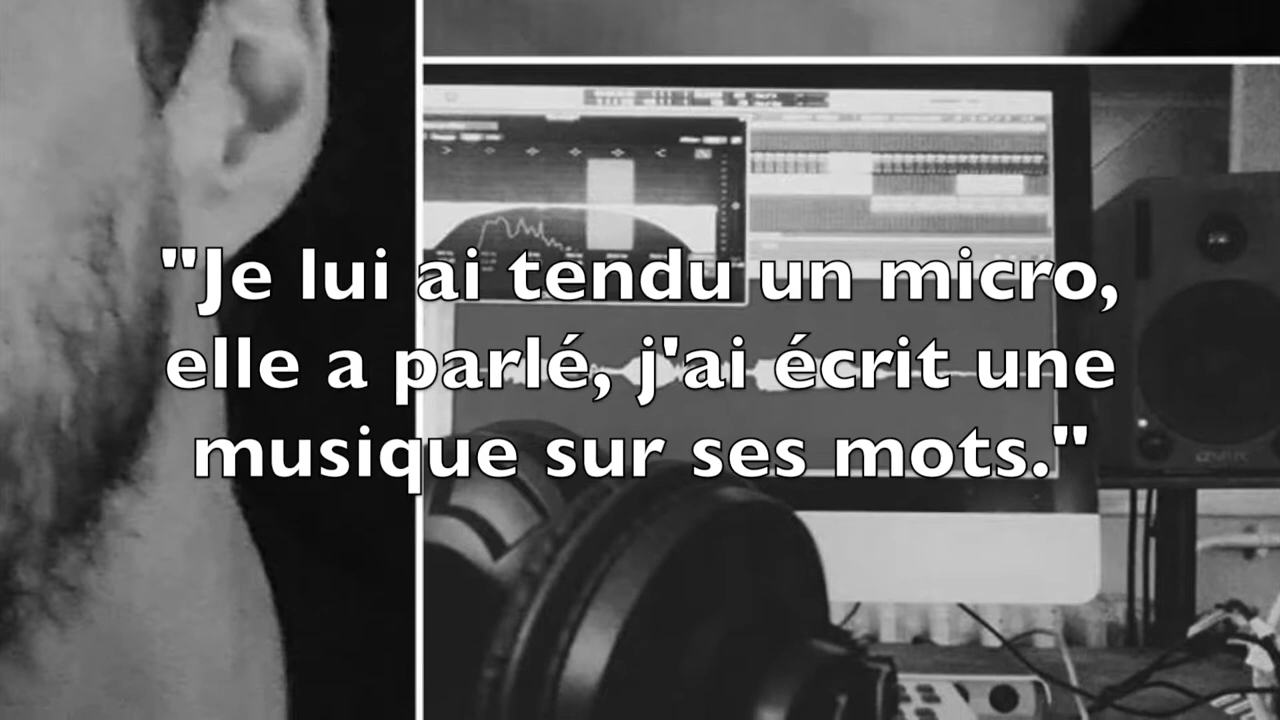 "Je lui ai tendu un micro,
elle a parlé, j'ai écrit une
musique sur ses mots."